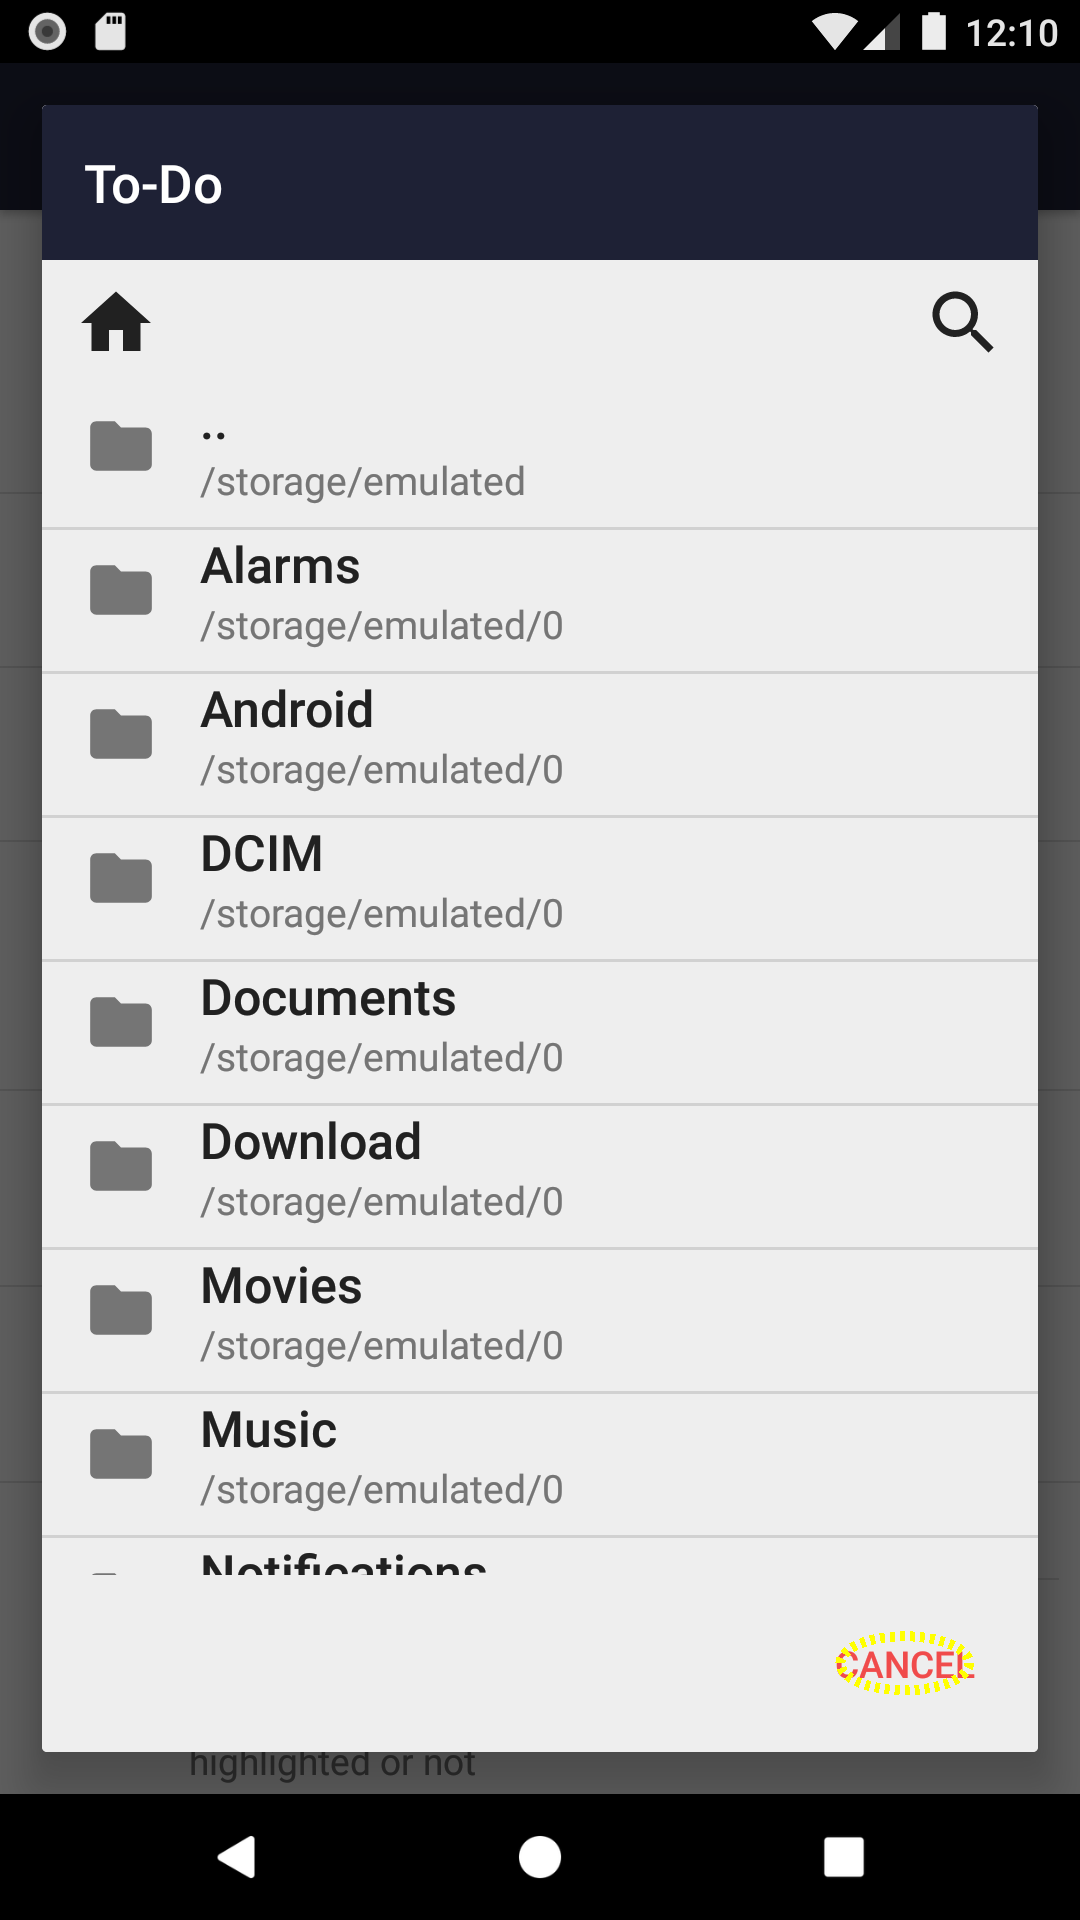 12:10
To-Do
..
/storage/emulated
Alarms
/storage/emulated/0
Android
/storage/emulated/0
DCIM
/storage/emulated/0
Documents
/storage/emulated/0
Download
/storage/emulated/0
Movies
/storage/emulated/0
Music
/storage/emulated/0
Notifications
CANCEL
highlighted or not